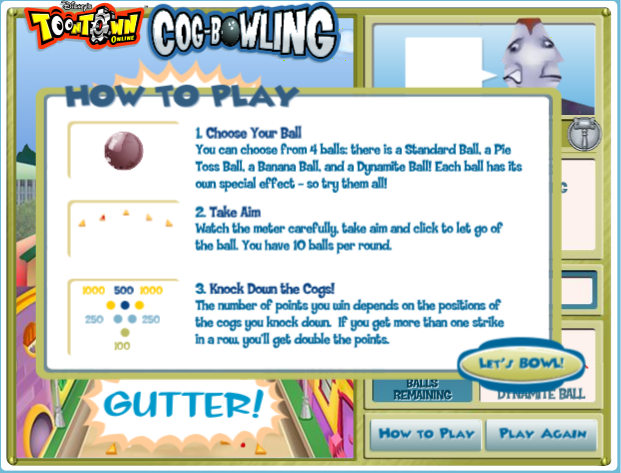 Disney's
TOONTOWN
ONLINE
COG-BOWLING
HOW TO PLAY
1. Choose Your Ball
You can choose from 4 balls: there is a Standard Ball, a Pie
Toss Ball, a Banana Ball, and a Dynamite Ball! Each ball has its
own special effect - so try them all!
2. Take Aim
Watch the meter carefully, take aim and click to let go of
the ball. You have 10 balls per round.
1000 500 1000
250 250
100
3. Knock Down the Cogs!
The number of points you win depends on the positions of
the cogs you knock down. If you get more than one strike
in a row, you'll get double the points.
LET'S BOWL!
BALLS
REMAINING
DYNAMITE BALL
GUTTER!
HOW TO PLAY
PLAY AGAIN